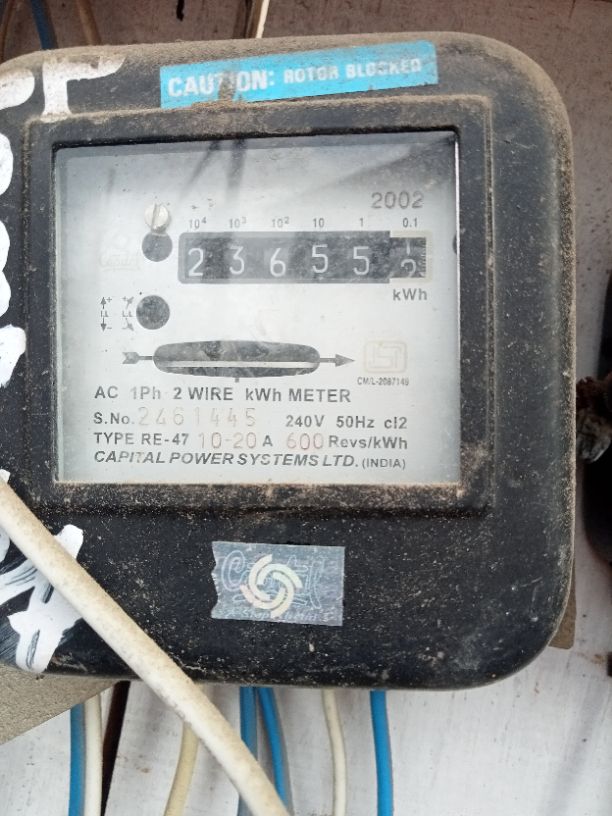 CAUTION: ROTOR BLOCKED
2002
10⁴ 10³ 10² 10 1 0.1
2 3 6 5 5
kWh
CM/L-2087149
AC 1Ph 2 WIRE kWh METER
S.No. 2461445 240V 50Hz cl2
TYPE RE-47 10-20 A 600 Revs/kWh
CAPITAL POWER SYSTEMS LTD. (INDIA)